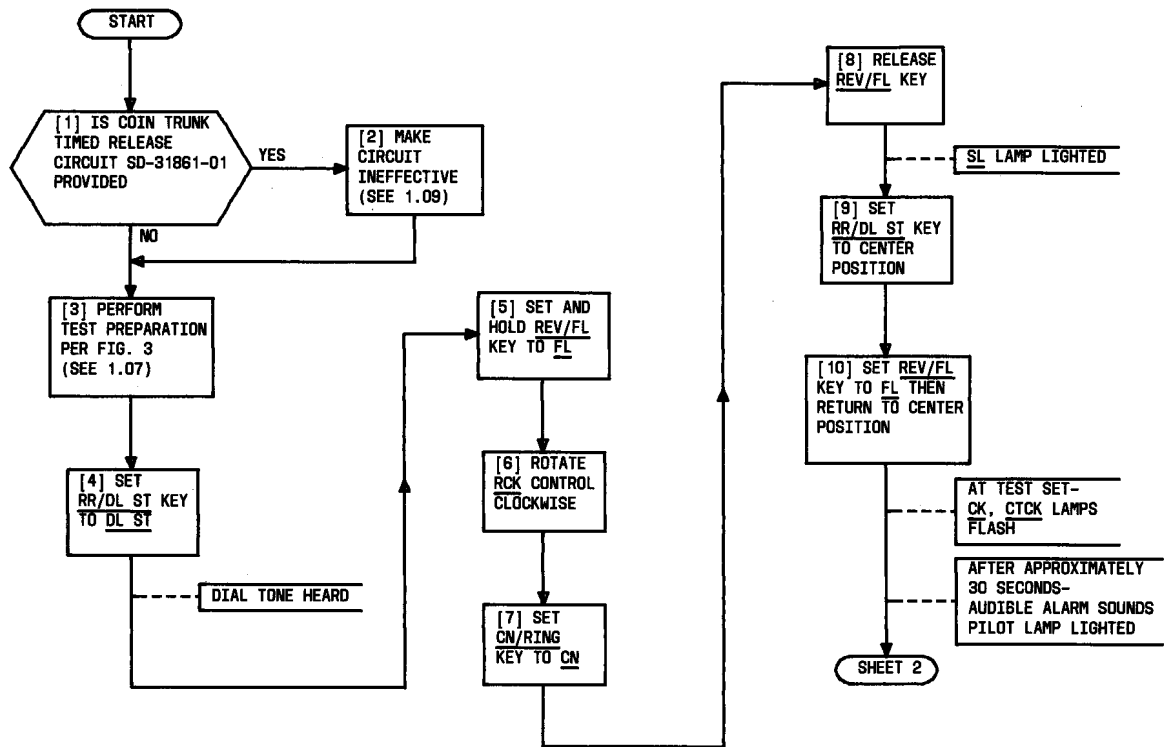 START
[1] IS COIN TRUNK
TIMED RELEASE
CIRCUIT SD-31861-01
PROVIDED
YES
[2] MAKE
CIRCUIT
INEFFECTIVE
(SEE 1.09)
NO
[3] PERFORM
TEST PREPARATION
PER FIG. 3
(SEE 1.07)
[4] SET
RR/DL ST KEY
TO DL ST
DIAL TONE HEARD
[5] SET AND
HOLD REV/FL
KEY TO FL
[6] ROTATE
RCK CONTROL
CLOCKWISE
[7] SET
CN/RING
KEY TO CN
[8] RELEASE
REV/FL KEY
SL LAMP LIGHTED
[9] SET
RR/DL ST KEY
TO CENTER
POSITION
[10] SET REV/FL
KEY TO FL THEN
RETURN TO CENTER
POSITION
AT TEST SET-
CK, CTCK LAMPS
FLASH
AFTER APPROXIMATELY
30 SECONDS-
AUDIBLE ALARM SOUNDS
PILOT LAMP LIGHTED
SHEET 2